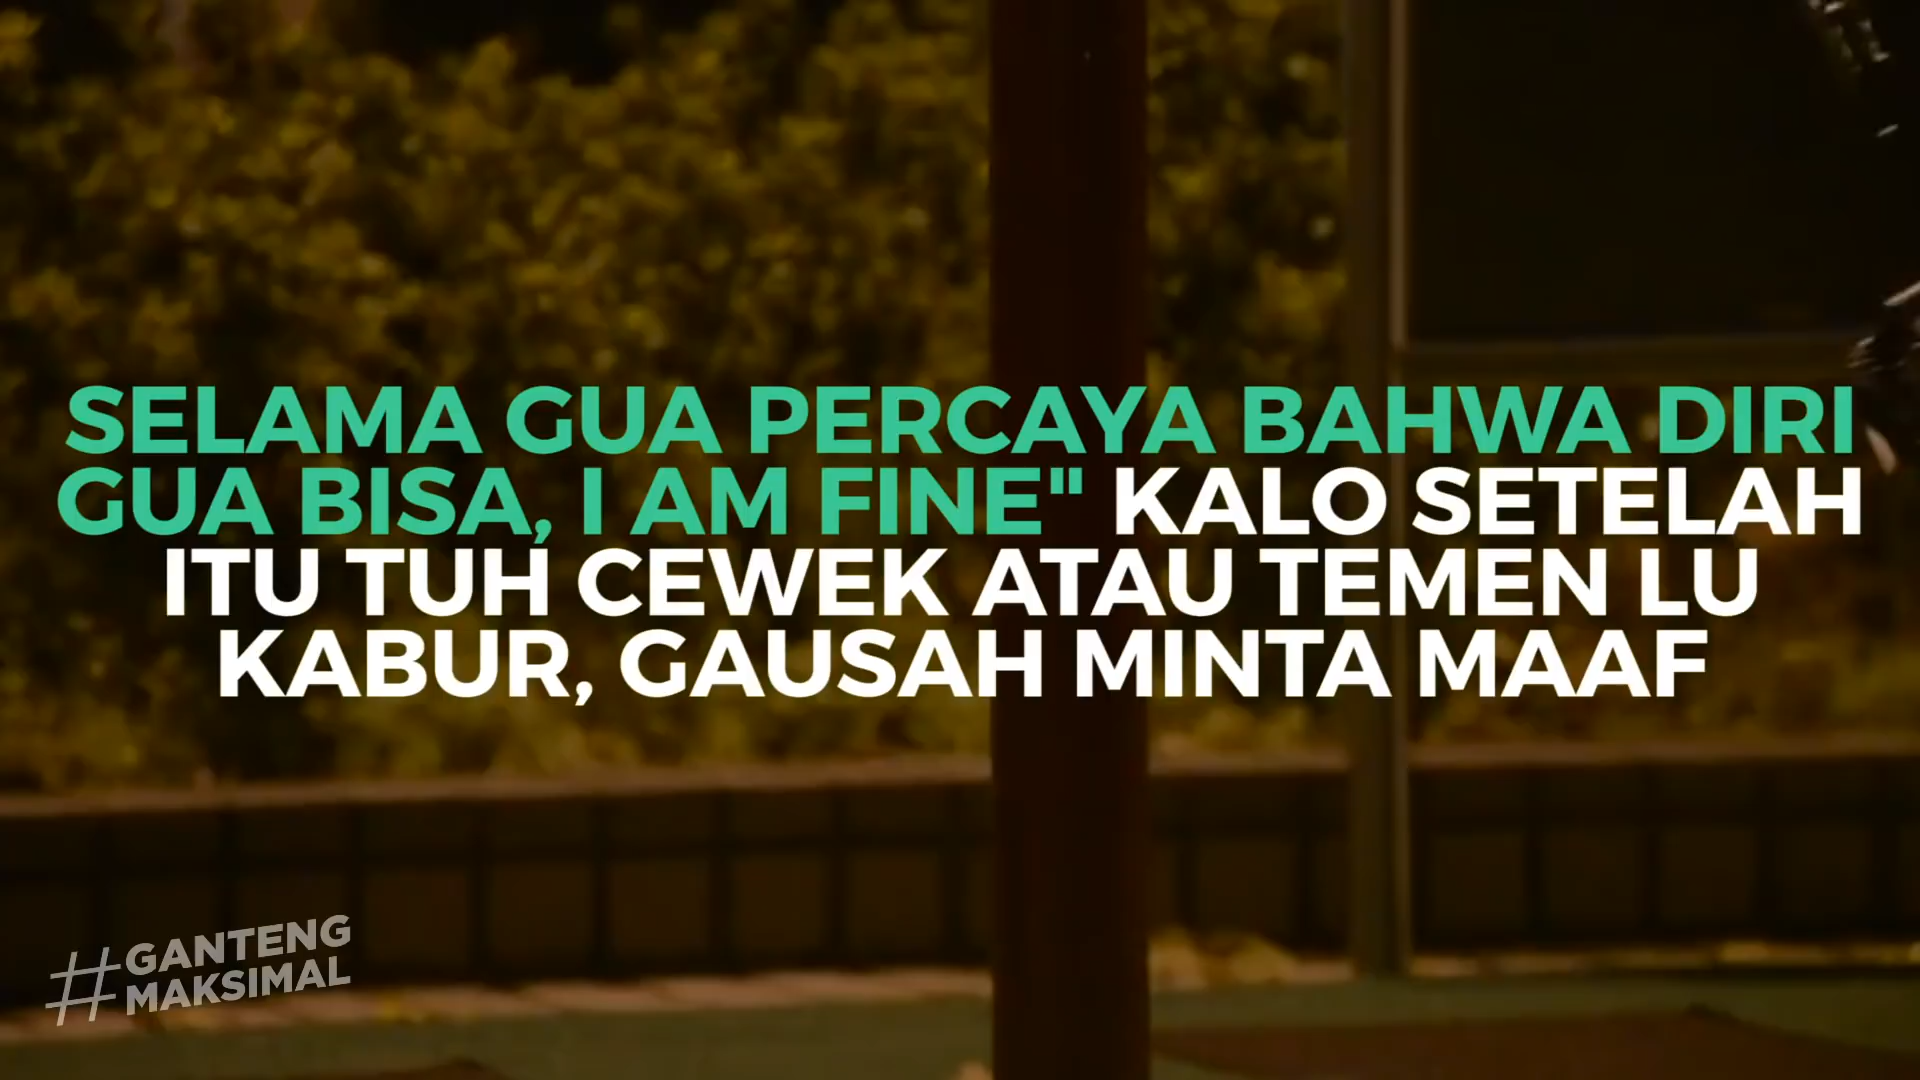 SELAMA GUA PERCAYA BAHWA DIRI
GUA BISA, I AM FINE" KALO SETELAH
ITU TUH CEWEK ATAU TEMEN LU
KABUR, GAUSAH MINTA MAAF
#GANTENG
MAKSIMAL